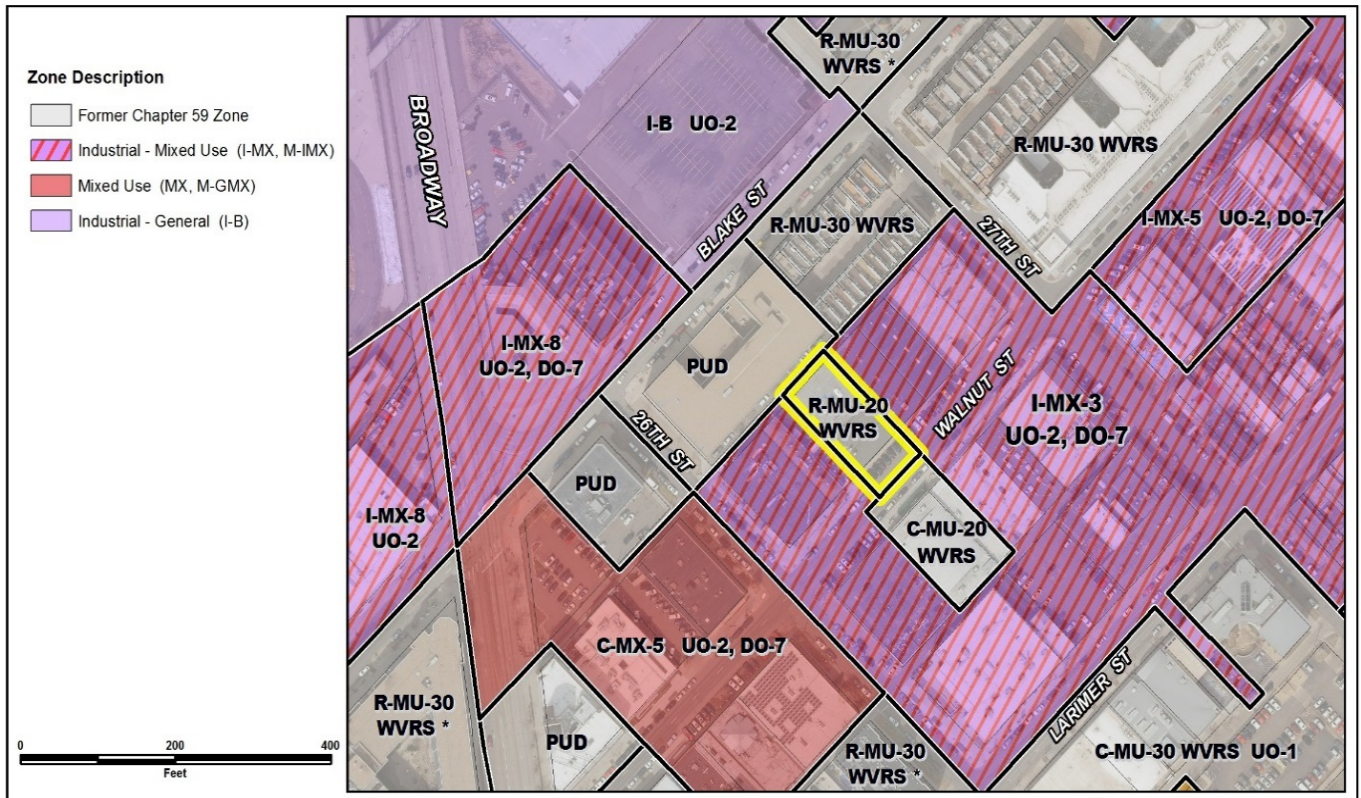 Zone Description
Former Chapter 59 Zone
Industrial - Mixed Use (I-MX, M-IMX)
Mixed Use (MX, M-GMX)
Industrial - General (I-B)
0 200 400
Feet
R-MU-30
WVRS *
BROADWAY
I-B UO-2
R-MU-30 WVRS
BLAKE ST
R-MU-30 WVRS
27TH ST
I-MX-5 UO-2, DO-7
I-MX-8
UO-2, DO-7
PUD
R-MU-20
WVRS
WALNUT ST
I-MX-3
UO-2, DO-7
26TH ST
PUD
I-MX-8
UO-2
C-MU-20
WVRS
C-MX-5 UO-2, DO-7
LARIMER ST
R-MU-30
WVRS *
PUD
R-MU-30
WVRS *
C-MU-30 WVRS UO-1